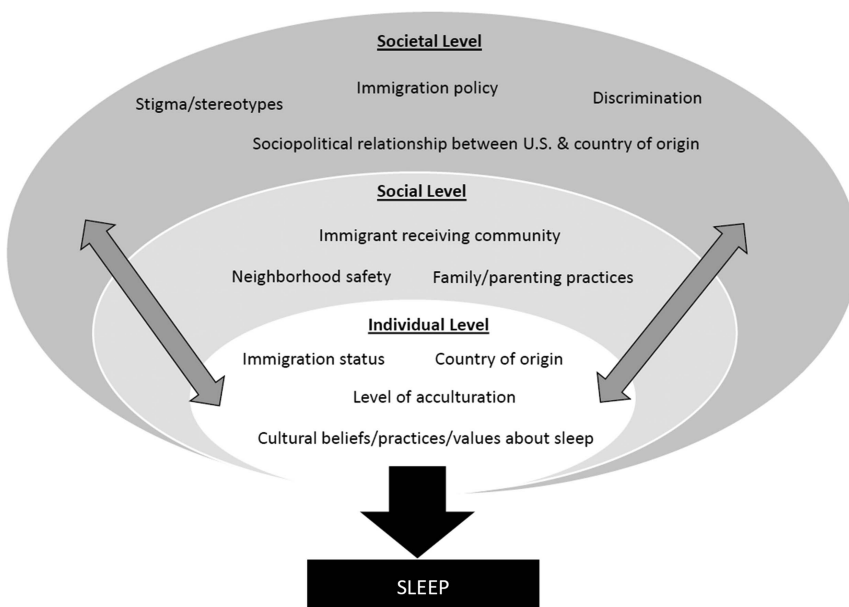 Societal Level
Immigration policy
Stigma/stereotypes
Discrimination
Sociopolitical relationship between U.S. & country of origin
Social Level
Immigrant receiving community
Neighborhood safety
Family/parenting practices
Individual Level
Immigration status
Country of origin
Level of acculturation
Cultural beliefs/practices/values about sleep
SLEEP